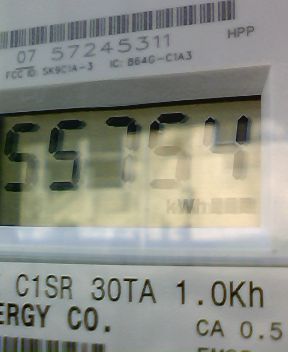 HPP
07 57245311
FCC ID: SK9C1A-3 IC: 864G-C1A3
55754
kWh
C1SR 30TA 1.0Kh
ERGY CO.
CA 0.5